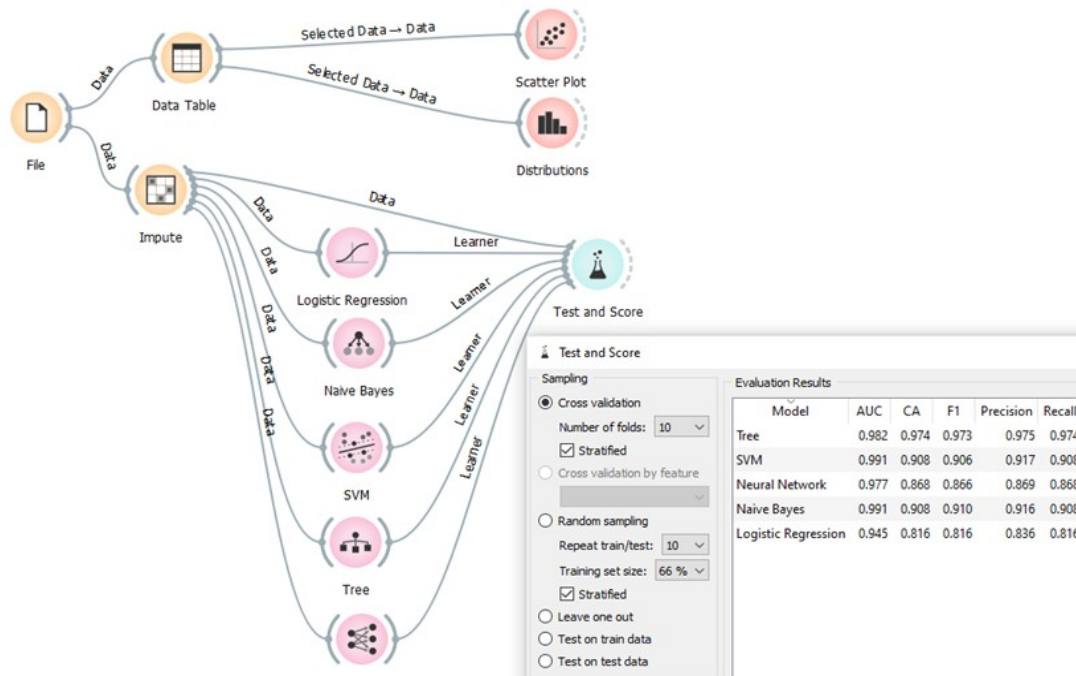 Data
Selected Data → Data
Scatter Plot
Data Table
Selected Data → Data
Distributions
File
Data
Impute
Data
Data
Learner
Logistic Regression
Test and Score
Data
Learner
Naive Bayes
Data
Learner
SVM
Data
Learner
Tree
Data
Learner
Test and Score
Sampling
Cross validation
Number of folds: 10
Stratified
Cross validation by feature
Random sampling
Repeat train/test: 10
Training set size: 66 %
Stratified
Leave one out
Test on train data
Test on test data
Evaluation Results
Model AUC CA F1 Precision Recall
Tree 0.982 0.974 0.973 0.975 0.974
SVM 0.991 0.908 0.906 0.917 0.908
Neural Network 0.977 0.868 0.866 0.869 0.868
Naive Bayes 0.991 0.908 0.910 0.916 0.908
Logistic Regression 0.945 0.816 0.816 0.836 0.816